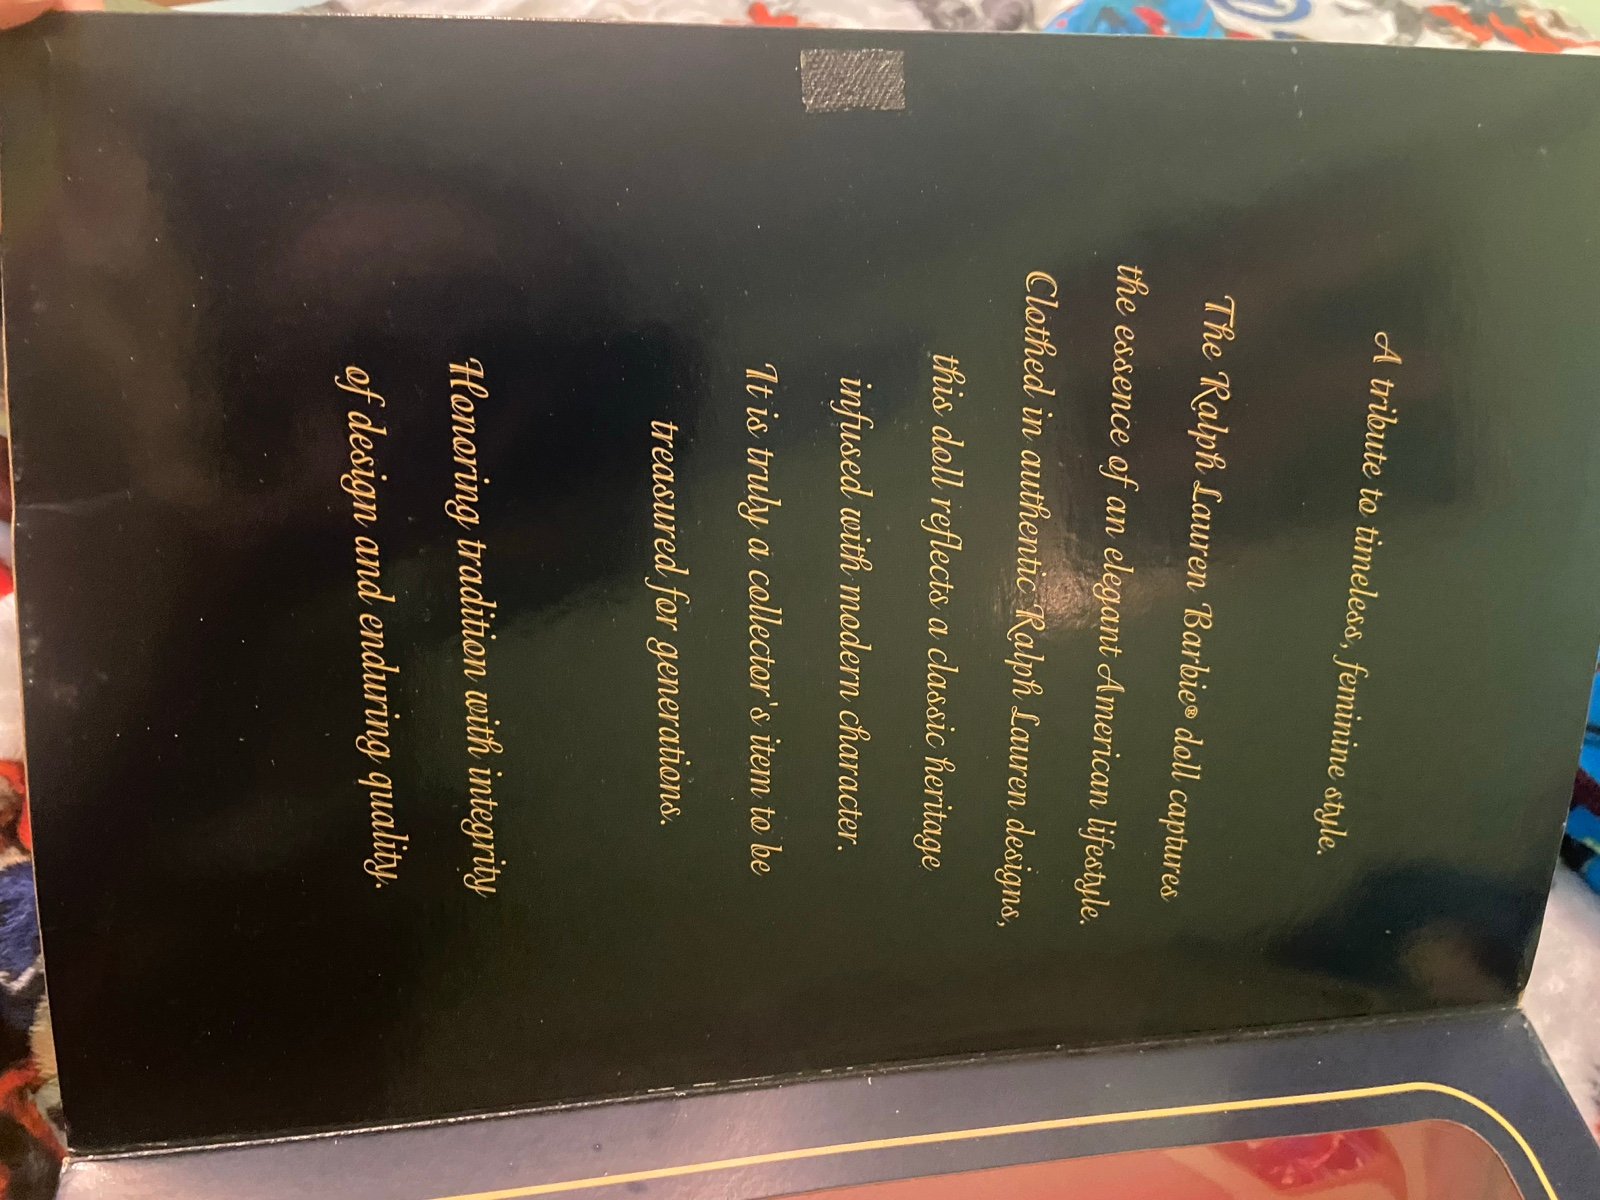 A tribute to timeless, feminine style.
The Ralph Lauren Barbie® doll captures
the essence of an elegant American lifestyle.
Clothed in authentic Ralph Lauren designs,
this doll reflects a classic heritage
infused with modern character.
It is truly a collector's item to be
treasured for generations.
Honoring tradition with integrity
of design and enduring quality.